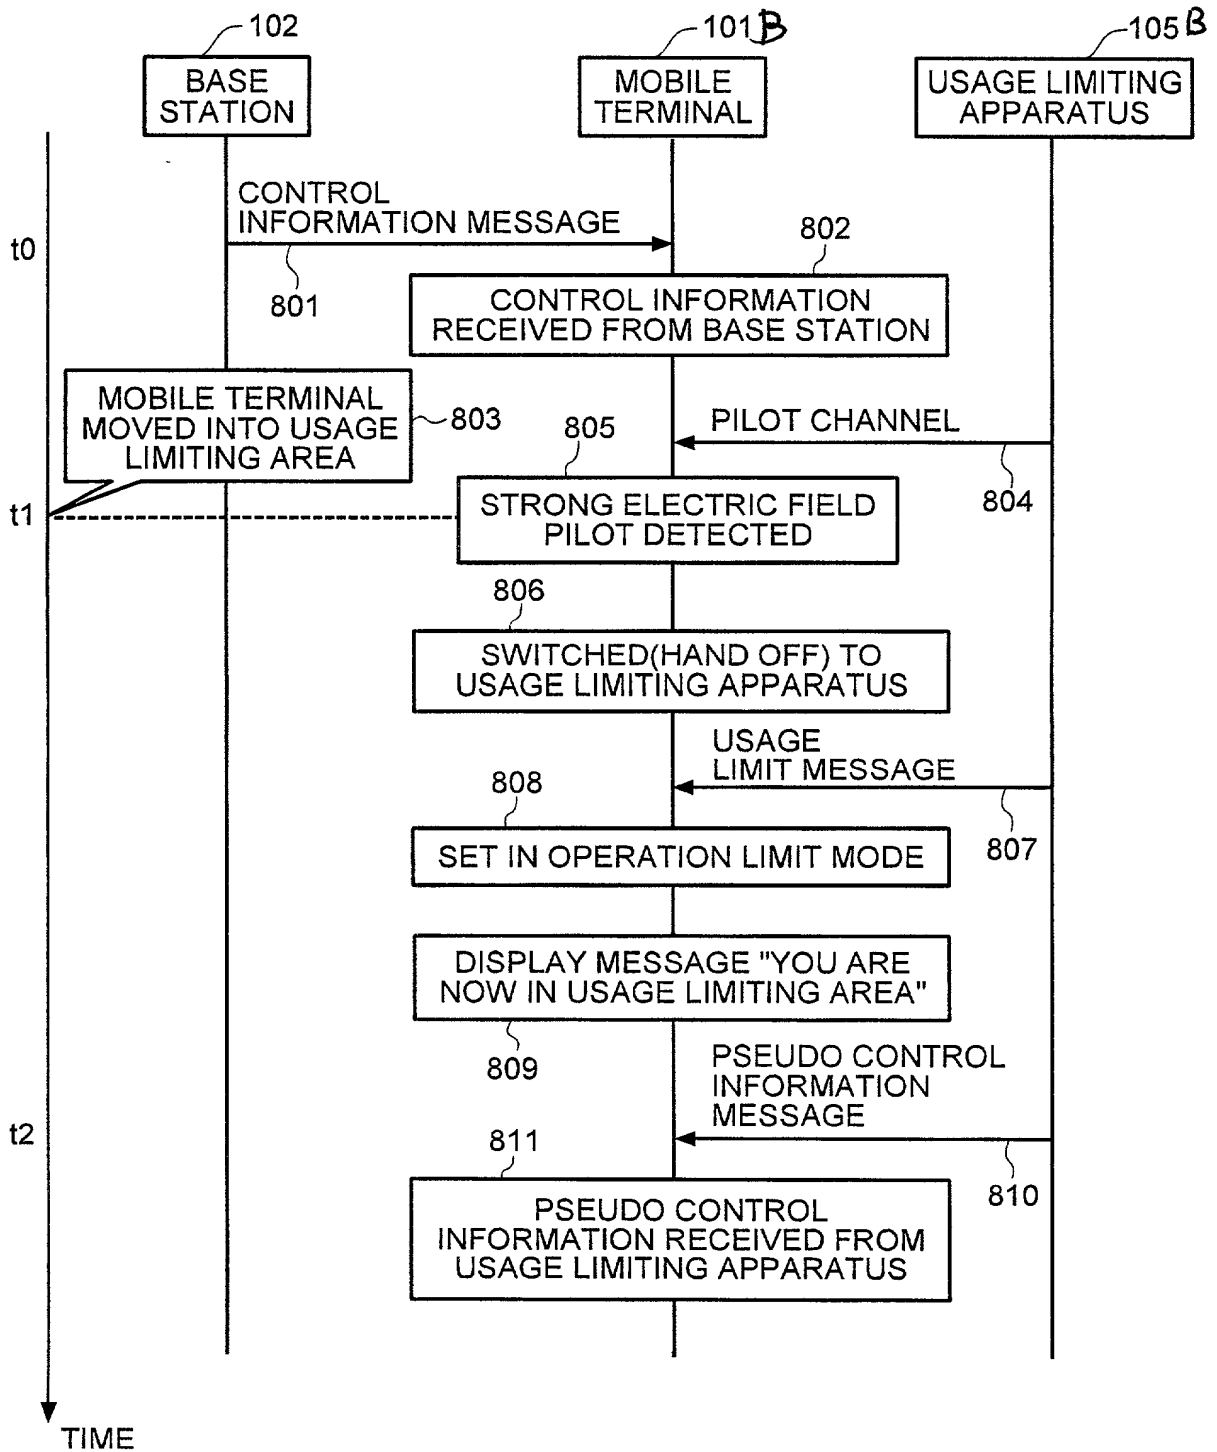 102
101B
105B
BASE
STATION
MOBILE
TERMINAL
USAGE LIMITING
APPARATUS
CONTROL
INFORMATION MESSAGE
t0
801
802
CONTROL INFORMATION
RECEIVED FROM BASE STATION
MOBILE TERMINAL
MOVED INTO USAGE
LIMITING AREA
803
PILOT CHANNEL
804
805
t1
STRONG ELECTRIC FIELD
PILOT DETECTED
806
SWITCHED(HAND OFF) TO
USAGE LIMITING APPARATUS
USAGE
LIMIT MESSAGE
807
808
SET IN OPERATION LIMIT MODE
DISPLAY MESSAGE "YOU ARE
NOW IN USAGE LIMITING AREA"
809
PSEUDO CONTROL
INFORMATION
MESSAGE
t2
810
811
PSEUDO CONTROL
INFORMATION RECEIVED FROM
USAGE LIMITING APPARATUS
TIME